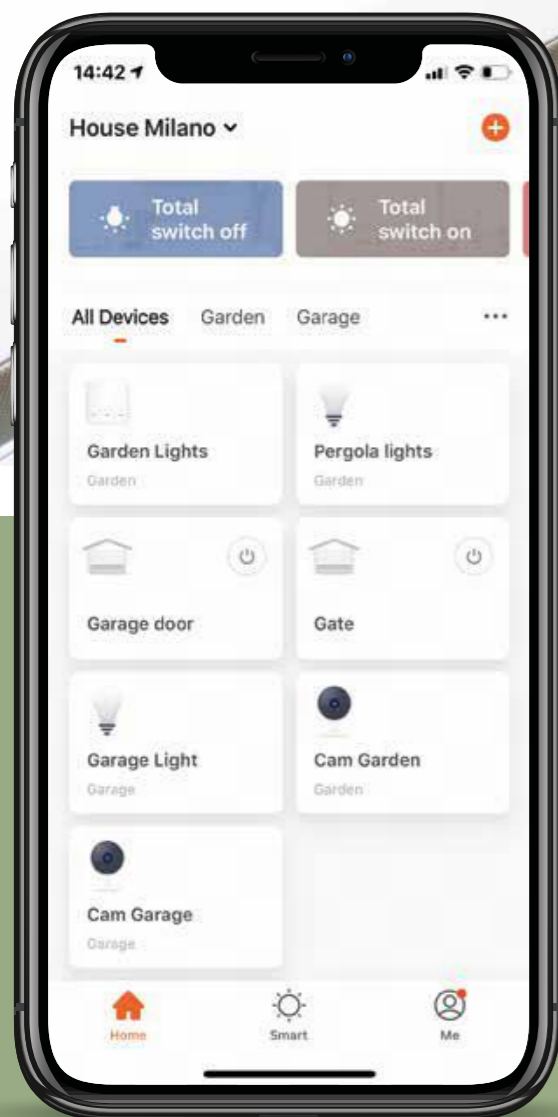 14:42
House Milano
Total
switch off
Total
switch on
All Devices
Garden
Garage
Garden Lights
Garden
Pergola lights
Garden
Garage door
Gate
Garage Light
Garage
Cam Garden
Garden
Cam Garage
Garage
Home
Smart
Me